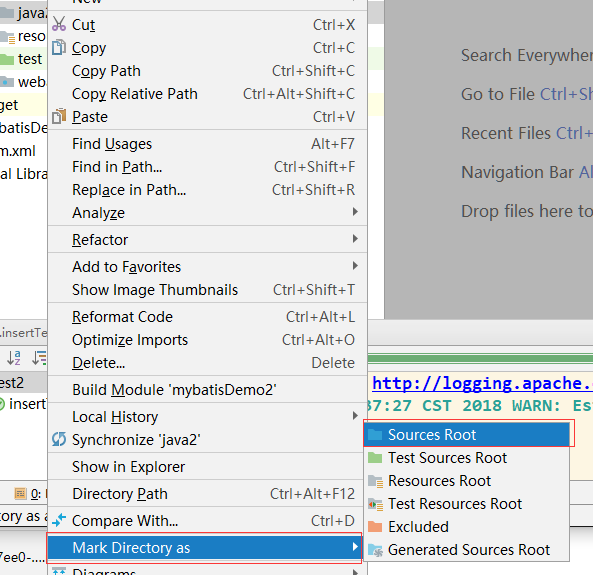 java2
reso
test
weba
get
batisDe
m.xml
al Librar
New
Cut Ctrl+X
Copy Ctrl+C
Copy Path Ctrl+Shift+C
Copy Relative Path Ctrl+Alt+Shift+C
Paste Ctrl+V
Find Usages Alt+F7
Find in Path... Ctrl+Shift+F
Replace in Path... Ctrl+Shift+R
Analyze
Refactor
Add to Favorites
Show Image Thumbnails Ctrl+Shift+T
Reformat Code Ctrl+Alt+L
Optimize Imports Ctrl+Alt+O
Delete... Delete
Build Module 'mybatisDemo2'
Local History
Synchronize 'java2'
Show in Explorer
Directory Path Ctrl+Alt+F12
Compare With... Ctrl+D
Mark Directory as
Diagrams
Sources Root
Test Sources Root
Resources Root
Test Resources Root
Excluded
Generated Sources Root
Search Everywhere
Go to File Ctrl+Sh
Recent Files Ctrl+
Navigation Bar Al
Drop files here to
.insertTe
est2
insertT
http://logging.apache.
37:27 CST 2018 WARN: Es
0:
tory as a
7ee0-....